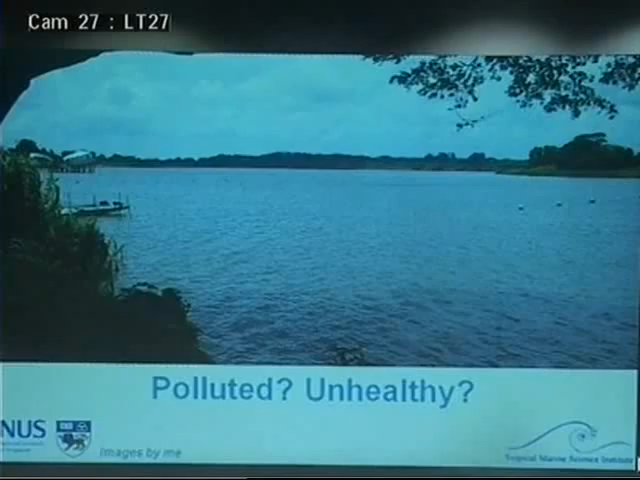 Cam 27 : LT27
Polluted? Unhealthy?
NUS
Images by me
Tropical Marine Science Institute